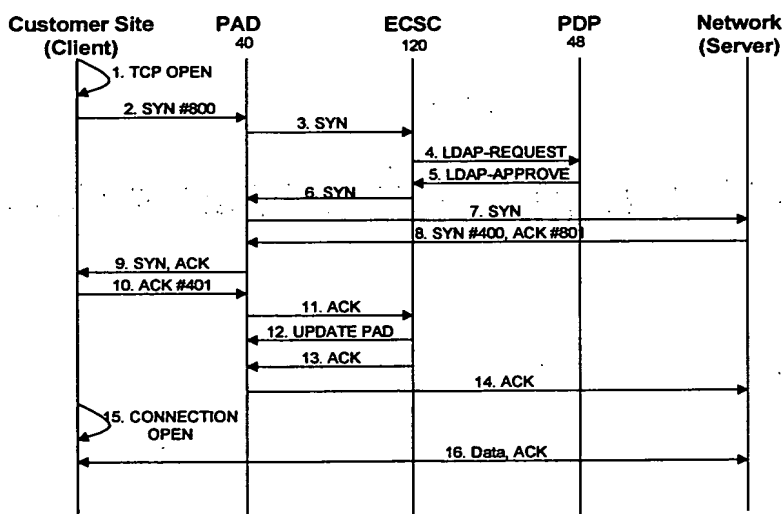 Customer Site
(Client)
PAD
40
ECSC
120
PDP
48
Network
(Server)
1. TCP OPEN
2. SYN #800
3. SYN
4. LDAP-REQUEST
5. LDAP-APPROVE
6. SYN
7. SYN
8. SYN #400, ACK #801
9. SYN, ACK
10. ACK #401
11. ACK
12. UPDATE PAD
13. ACK
14. ACK
15. CONNECTION
OPEN
16. Data, ACK